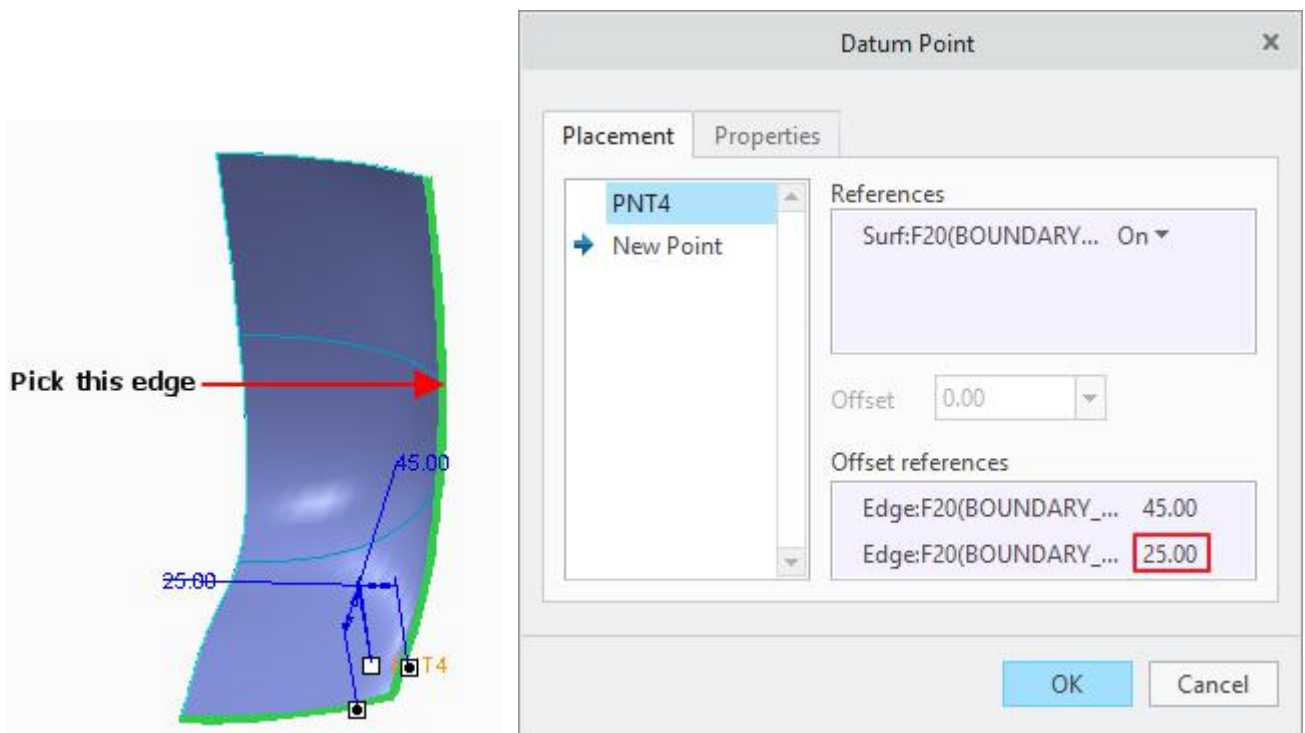 Pick this edge
45.00
25.00
T4
Datum Point
Placement Properties
PNT4
New Point
References
Surf:F20(BOUNDARY... On
Offset 0.00
Offset references
Edge:F20(BOUNDARY_... 45.00
Edge:F20(BOUNDARY_... 25.00
OK Cancel